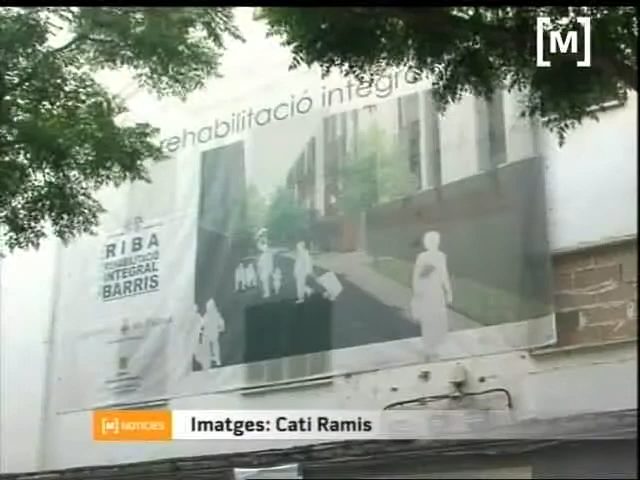 [M]
rehabilitació integral
RIBA
REHABILITACIÓ
INTEGRAL
BARRIS
[M] NOTÍCIES
Imatges: Cati Ramis